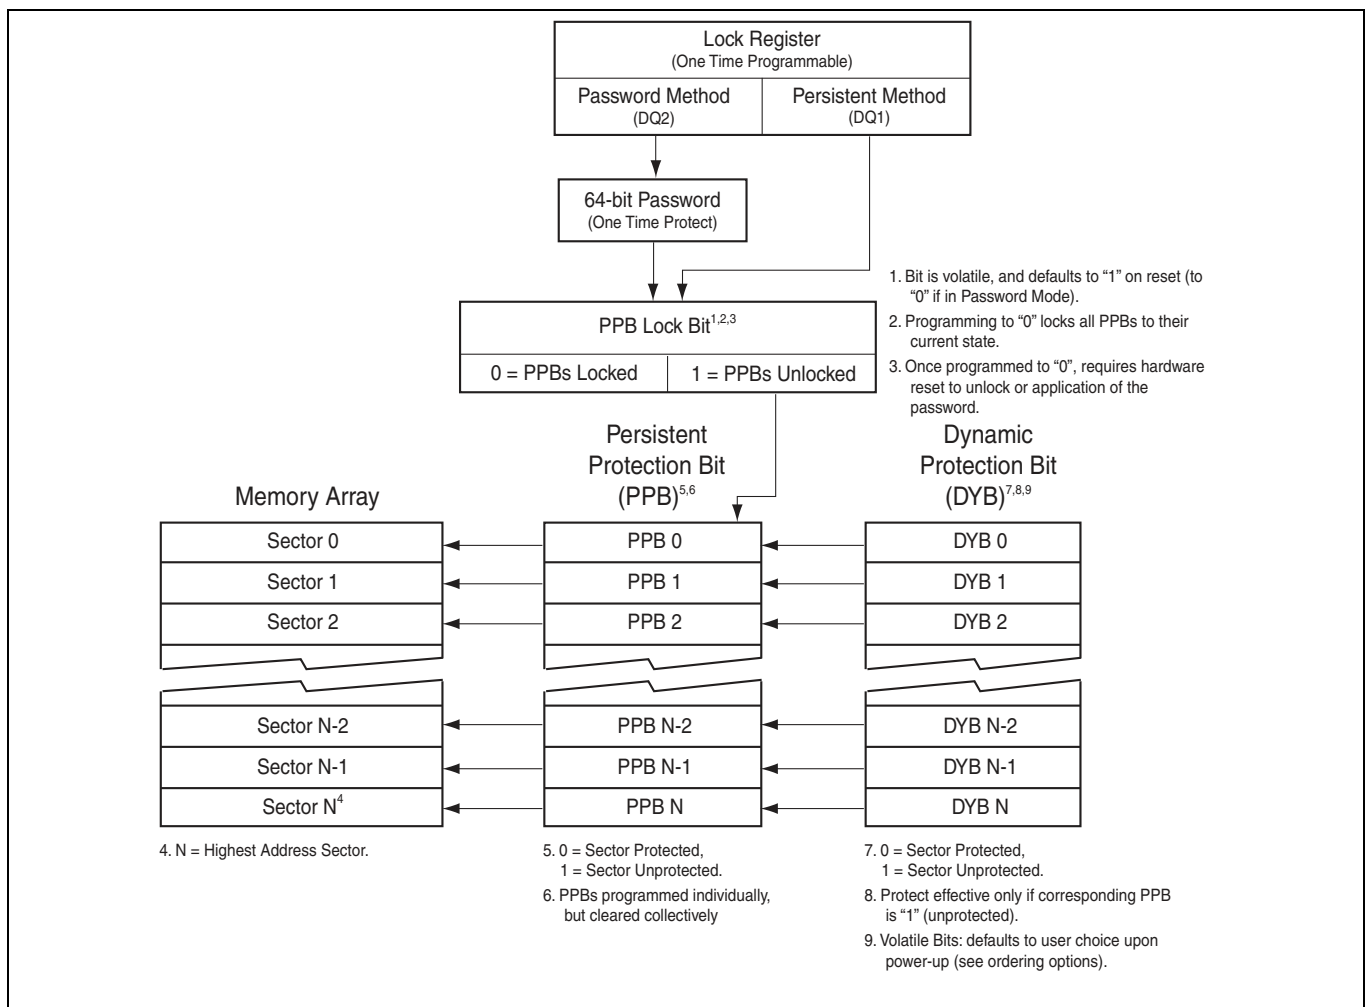 Lock Register
(One Time Programmable)
Password Method
(DQ2)
Persistent Method
(DQ1)
64-bit Password
(One Time Protect)
1. Bit is volatile, and defaults to “1” on reset (to
“0” if in Password Mode).
2. Programming to “0” locks all PPBs to their
current state.
3. Once programmed to “0”, requires hardware
reset to unlock or application of the
password.
PPB Lock Bit1,2,3
0 = PPBs Locked
1 = PPBs Unlocked
Memory Array
Persistent
Protection Bit
(PPB)5,6
Dynamic
Protection Bit
(DYB)7,8,9
Sector 0
PPB 0
DYB 0
Sector 1
PPB 1
DYB 1
Sector 2
PPB 2
DYB 2
Sector N-2
PPB N-2
DYB N-2
Sector N-1
PPB N-1
DYB N-1
Sector N4
PPB N
DYB N
4. N = Highest Address Sector.
5. 0 = Sector Protected,
1 = Sector Unprotected.
6. PPBs programmed individually,
but cleared collectively
7. 0 = Sector Protected,
1 = Sector Unprotected.
8. Protect effective only if corresponding PPB
is “1” (unprotected).
9. Volatile Bits: defaults to user choice upon
power-up (see ordering options).